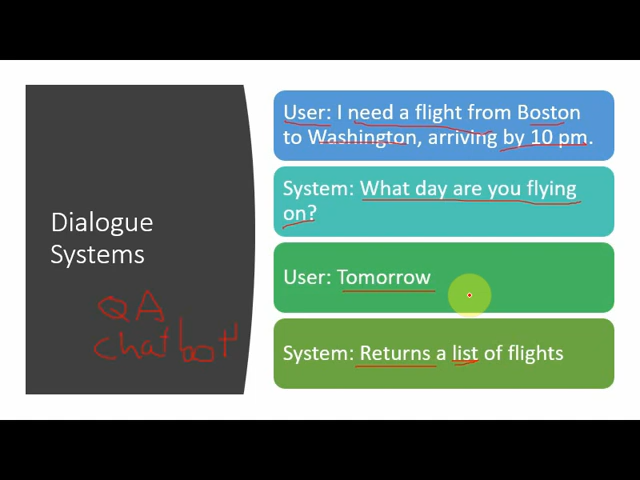 Dialogue
Systems
QA
chatbot
User: I need a flight from Boston
to Washington, arriving by 10 pm.
System: What day are you flying
on?
User: Tomorrow
System: Returns a list of flights